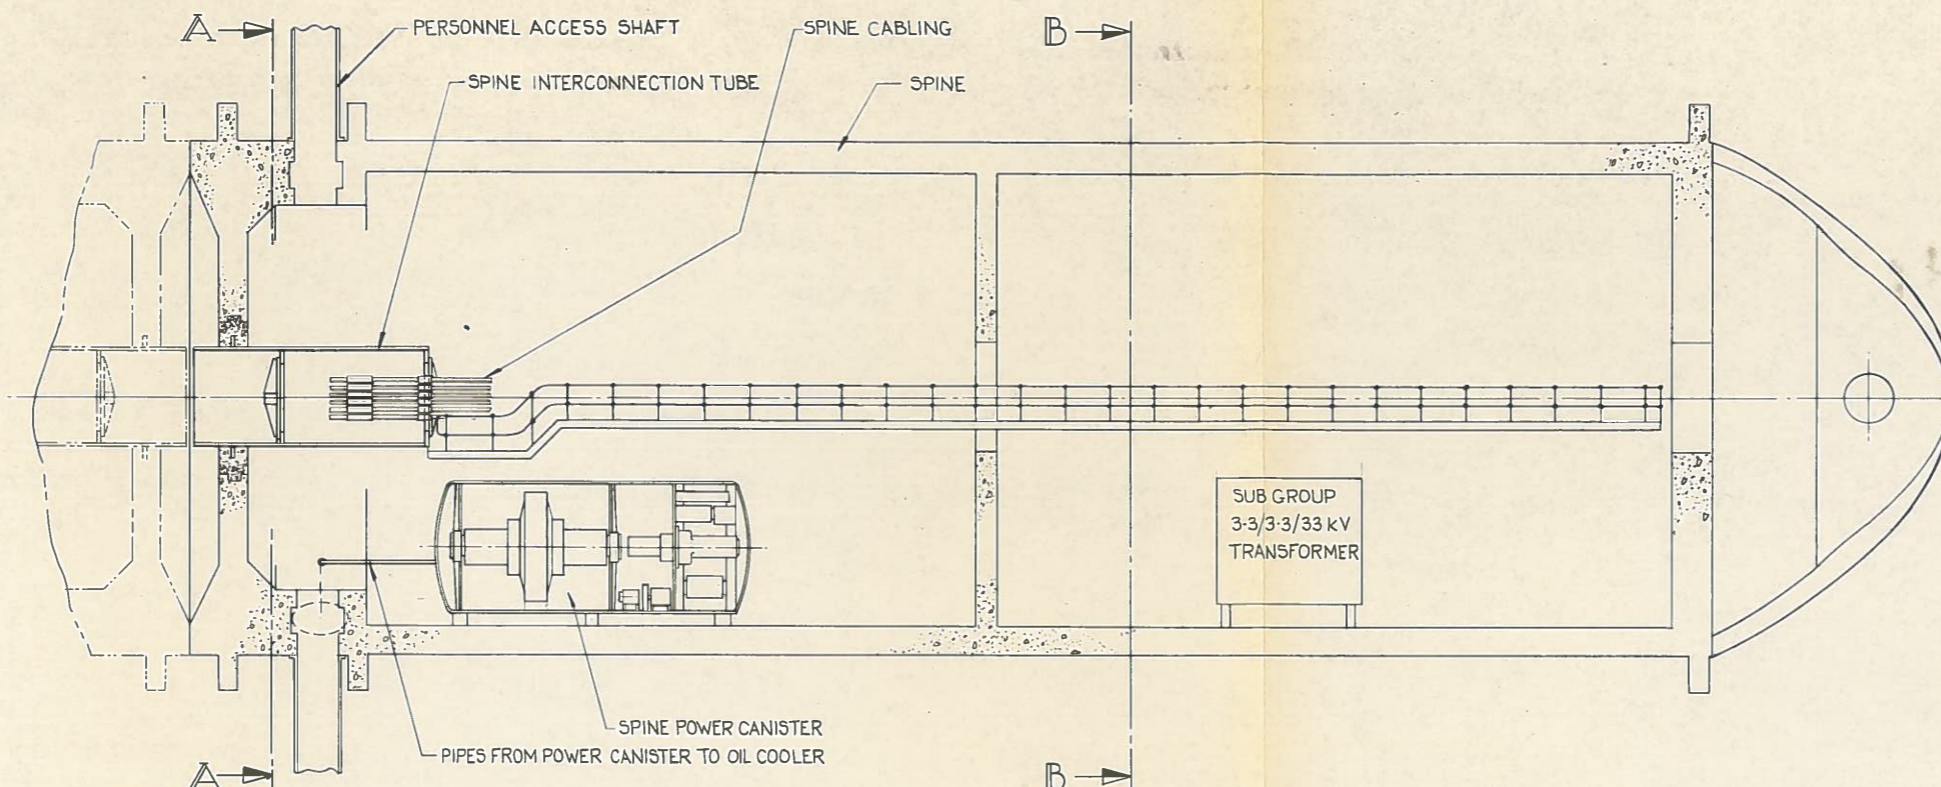 A
PERSONNEL ACCESS SHAFT
SPINE CABLING
B
SPINE INTERCONNECTION TUBE
SPINE
SUB GROUP
3·3/3·3/33 kV
TRANSFORMER
SPINE POWER CANISTER
PIPES FROM POWER CANISTER TO OIL COOLER
A
B